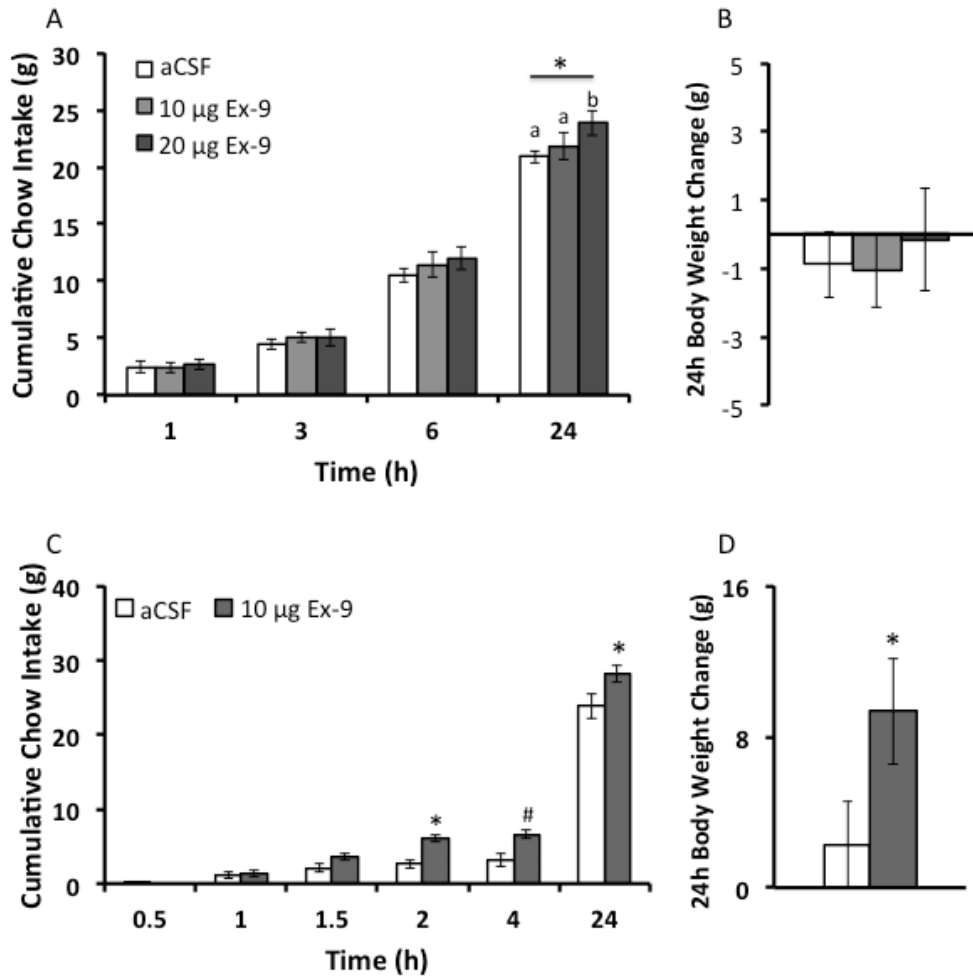 A
Cumulative Chow Intake (g)
30
25
20
15
10
5
0
aCSF
10 µg Ex-9
20 µg Ex-9
*
a a b
1 3 6 24
Time (h)
B
24h Body Weight Change (g)
5
3
1
-1
-3
-5
C
Cumulative Chow Intake (g)
40
30
20
10
0
aCSF 10 µg Ex-9
* # *
0.5 1 1.5 2 4 24
Time (h)
D
24h Body Weight Change (g)
16
8
0
*